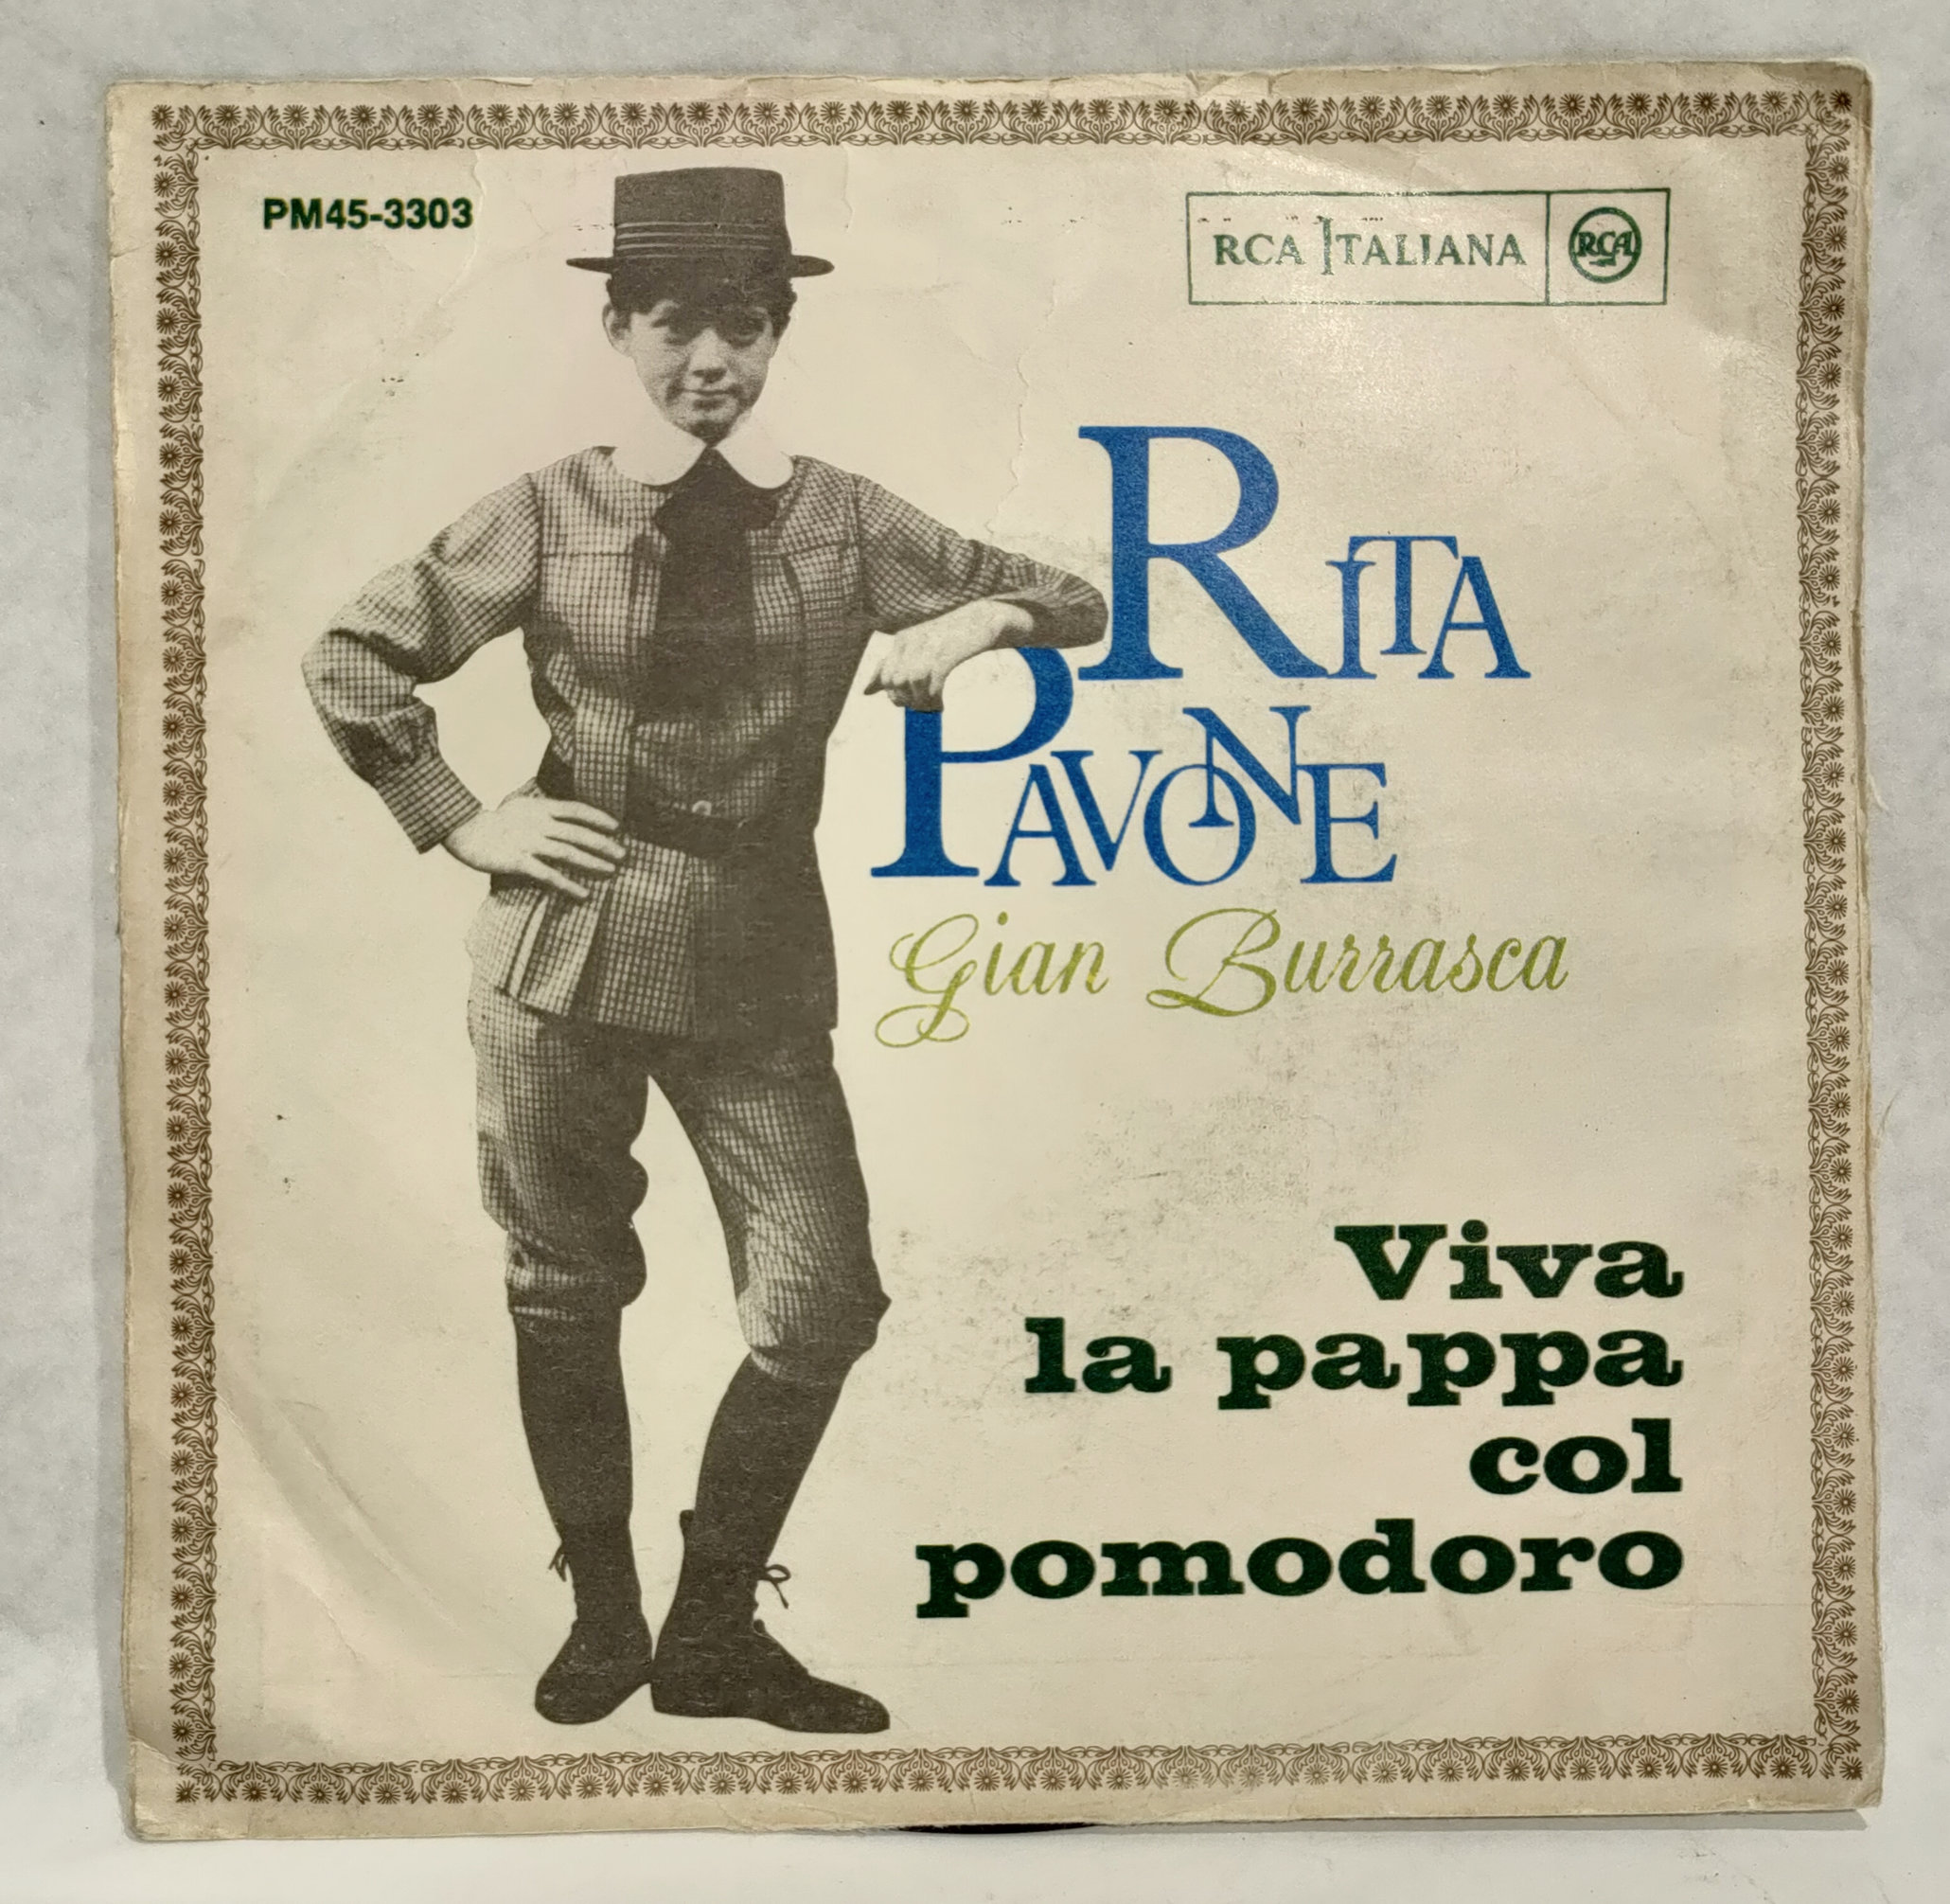 PM45-3303
RCA ITALIANA
RCA
RITA
PAVONE
Gian Burrasca
Viva
la pappa
col
pomodoro